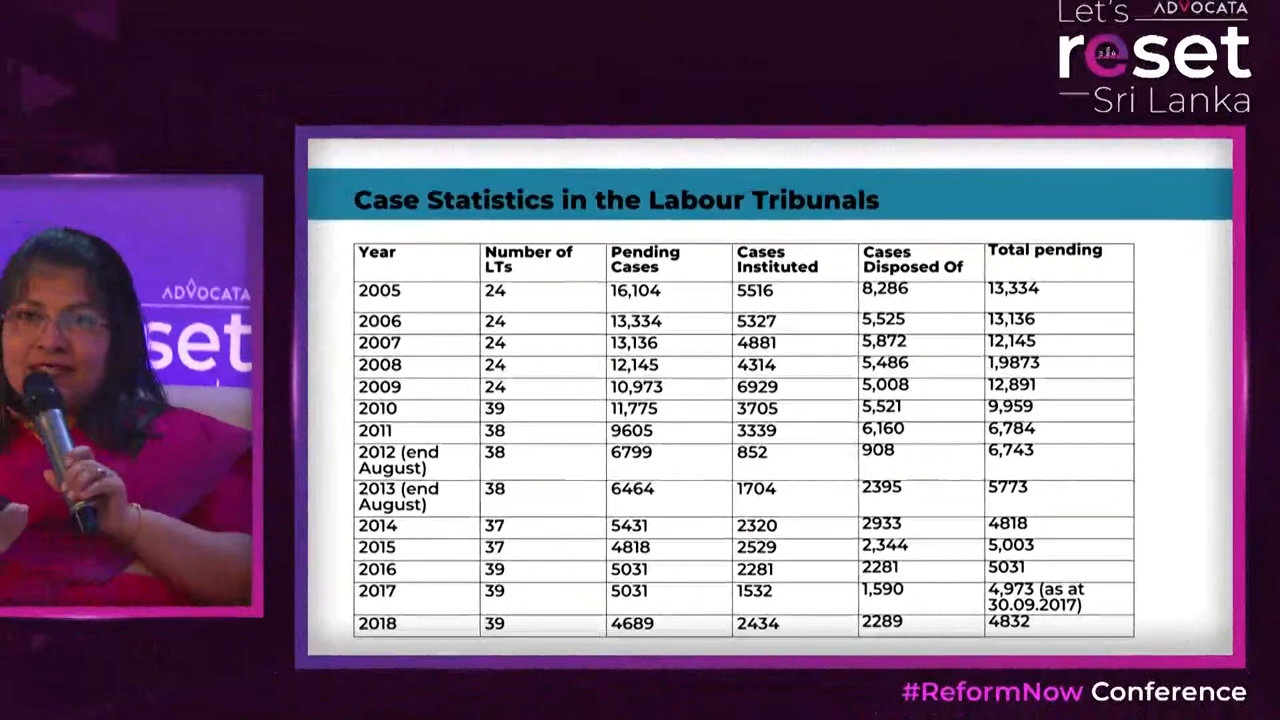 Let's ADVOCATA
reset
Sri Lanka
ADVOCATA
set
Case Statistics in the Labour Tribunals
Year Number of LTs Pending Cases Cases Instituted Cases Disposed Of Total pending
2005 24 16,104 5516 8,286 13,334
2006 24 13,334 5327 5,525 13,136
2007 24 13,136 4881 5,872 12,145
2008 24 12,145 4314 5,486 1,9873
2009 24 10,973 6929 5,008 12,891
2010 39 11,775 3705 5,521 9,959
2011 38 9605 3339 6,160 6,784
2012 (end August) 38 6799 852 908 6,743
2013 (end August) 38 6464 1704 2395 5773
2014 37 5431 2320 2933 4818
2015 37 4818 2529 2,344 5,003
2016 39 5031 2281 2281 5031
2017 39 5031 1532 1,590 4,973 (as at 30.09.2017)
2018 39 4689 2434 2289 4832
#ReformNow Conference